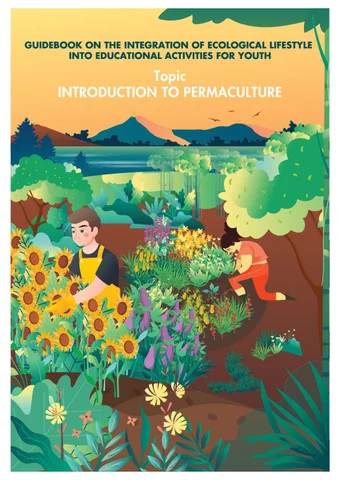 GUIDEBOOK ON THE INTEGRATION OF ECOLOGICAL LIFESTYLE
INTO EDUCATIONAL ACTIVITIES FOR YOUTH
Topic
INTRODUCTION TO PERMACULTURE